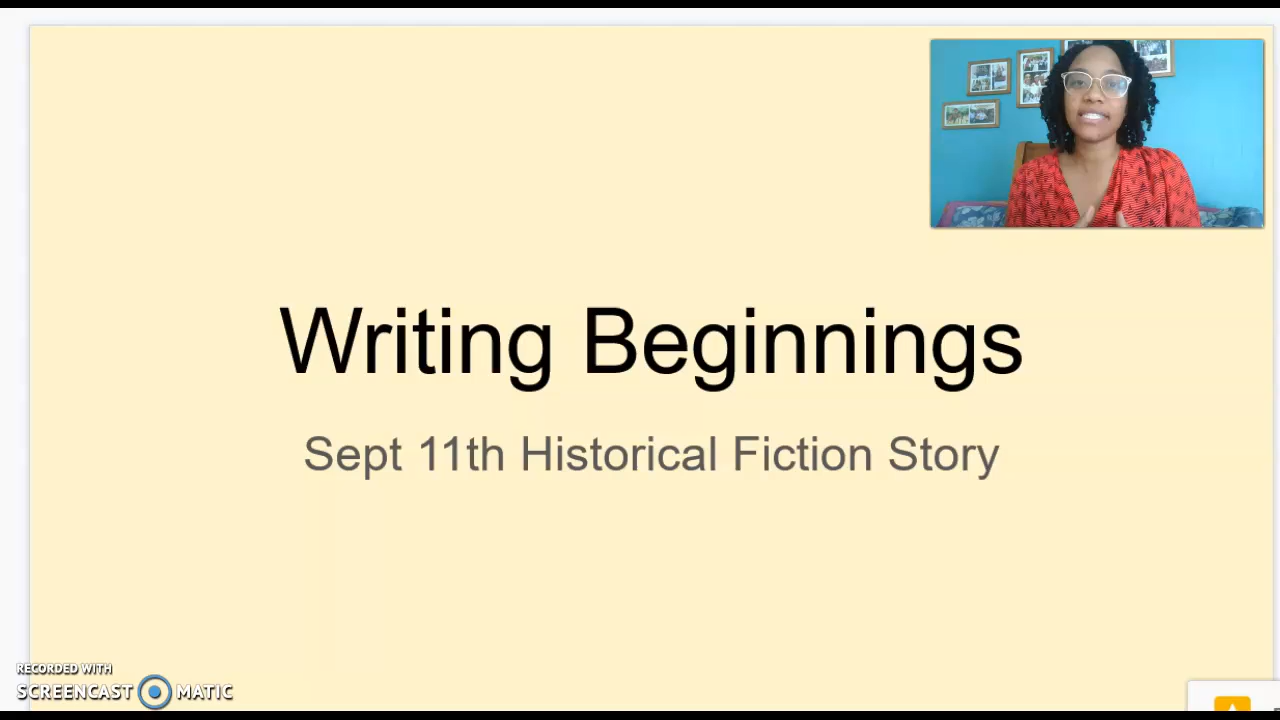 Writing Beginnings
Sept 11th Historical Fiction Story
RECORDED WITH
SCREENCAST MATIC